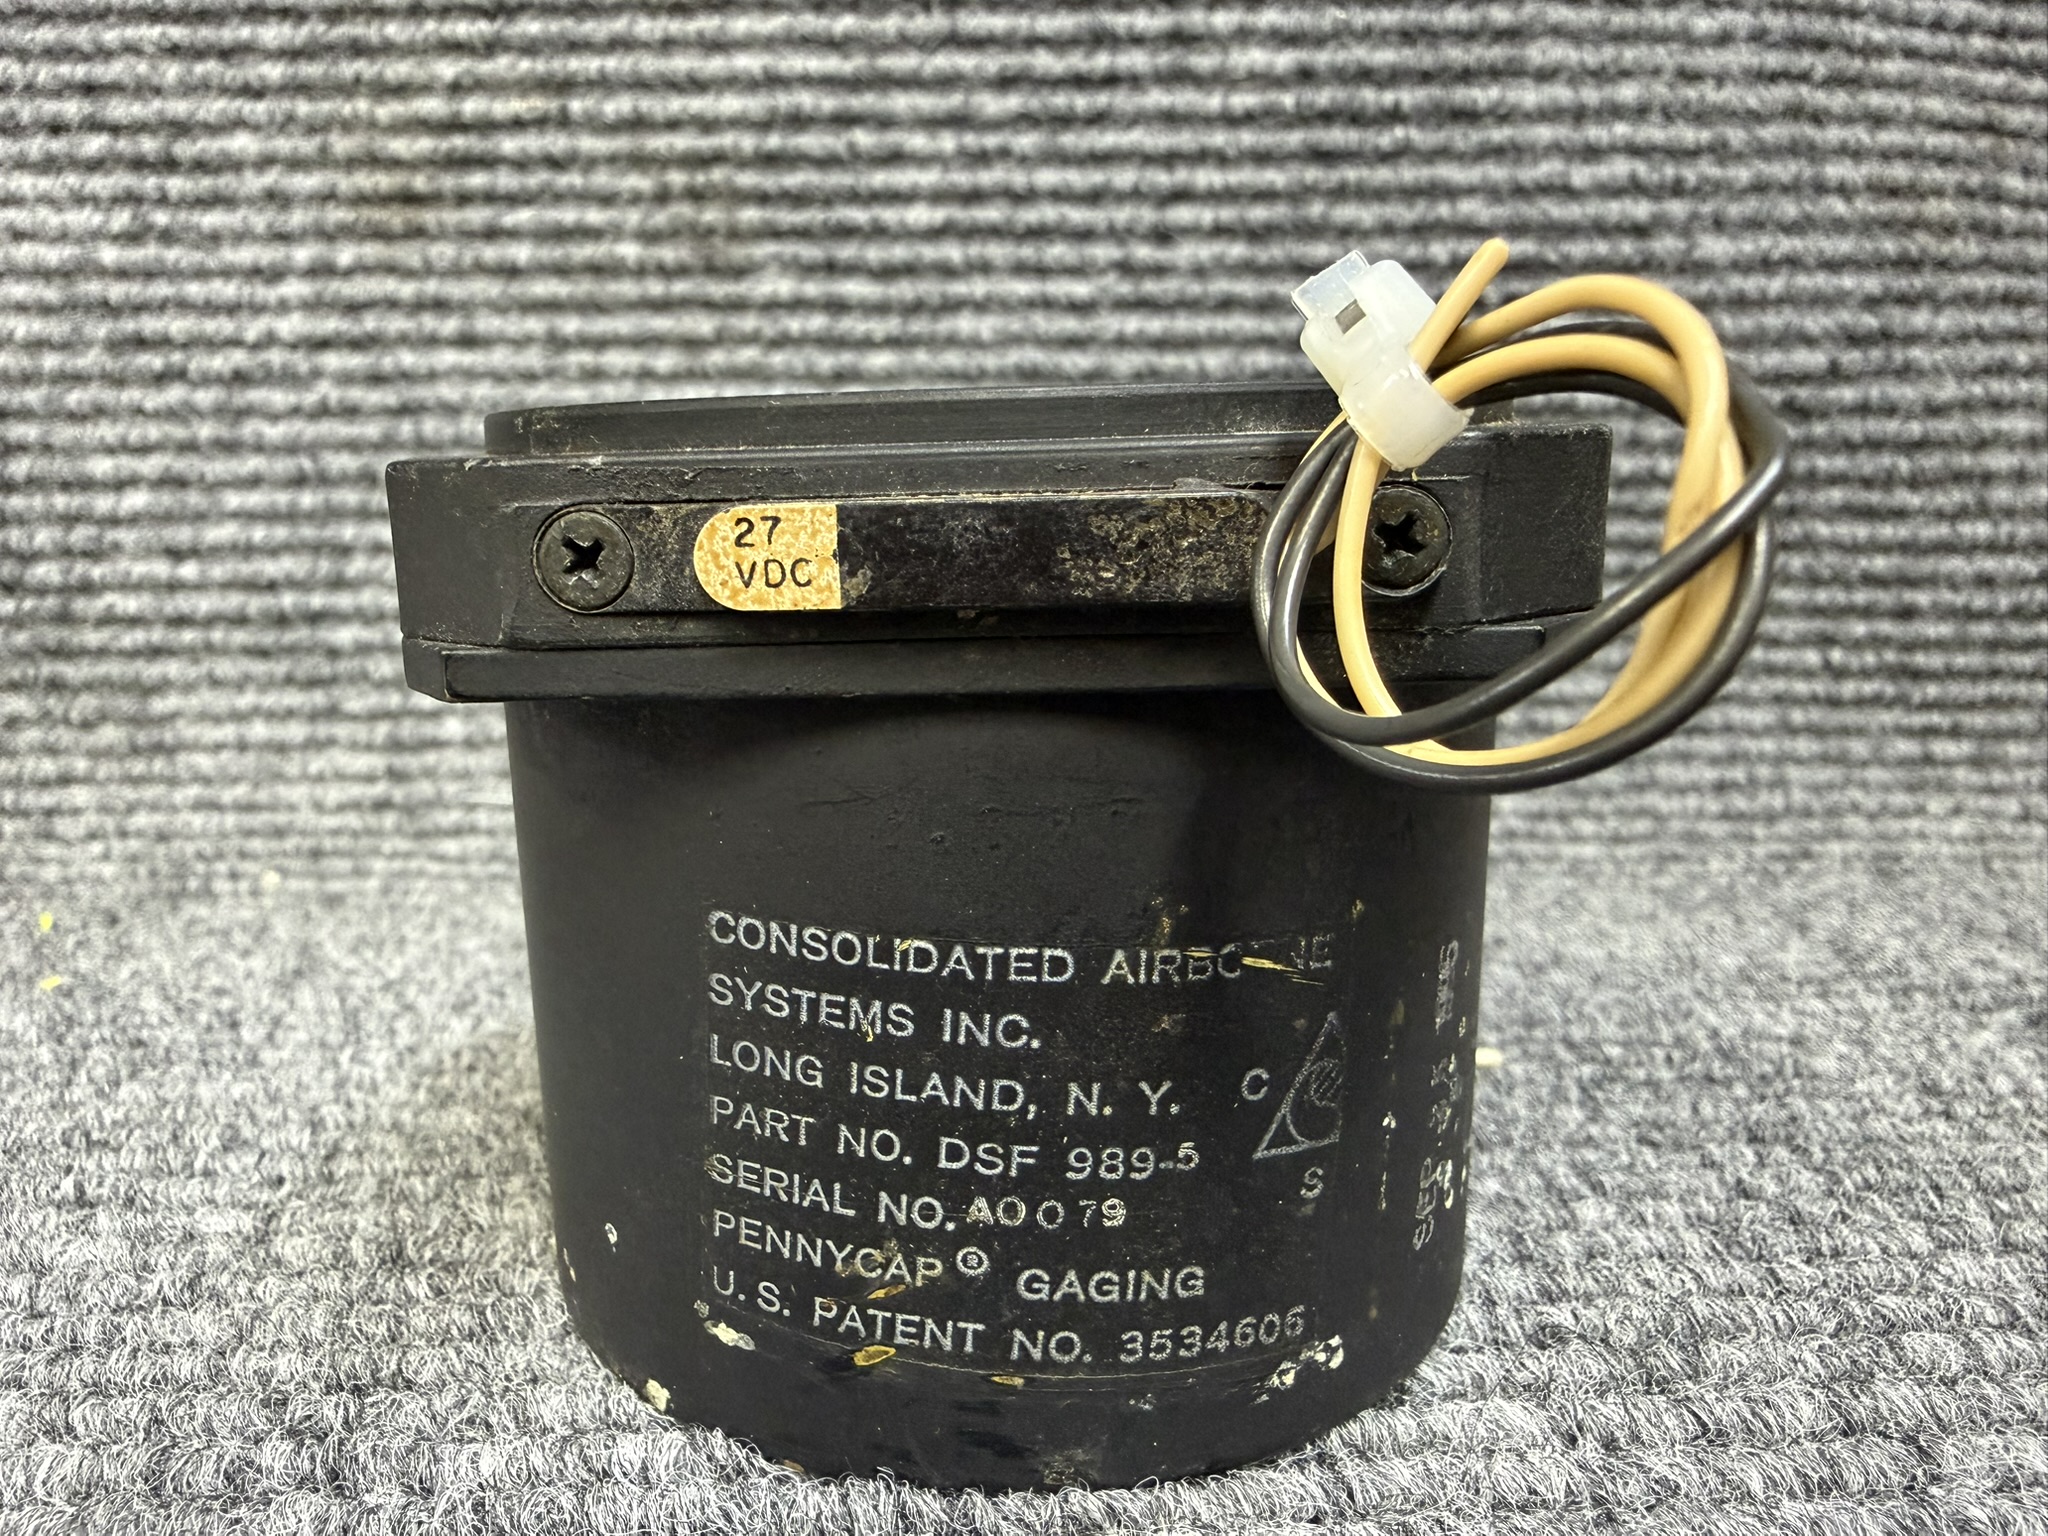 27
VDC
CONSOLIDATED AIRBORNE
SYSTEMS INC.
LONG ISLAND, N. Y.
C
PART NO. DSF 989-5
S
SERIAL NO. A0079
PENNYCAP® GAGING
U.S. PATENT NO. 3534606